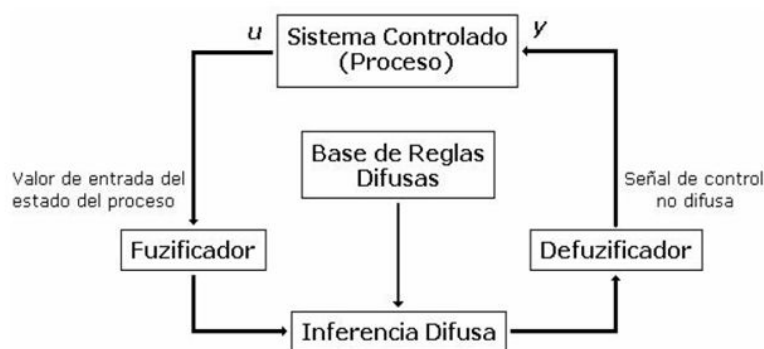 u
Sistema Controlado
(Proceso)
y
Base de Reglas
Difusas
Valor de entrada del
estado del proceso
Señal de control
no difusa
Fuzificador
Defuzificador
Inferencia Difusa